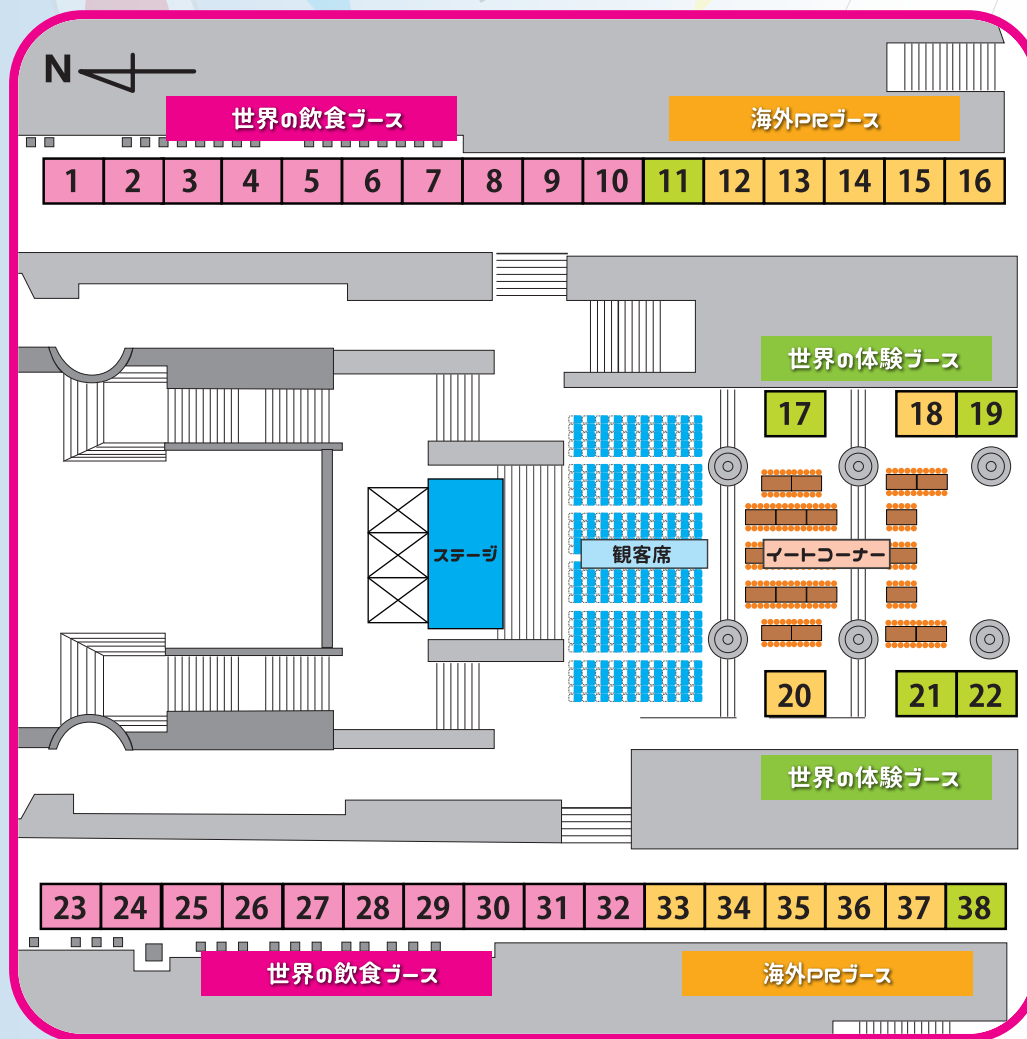 N
世界の飲食ブース
海外PRブース
1 2 3 4 5 6 7 8 9 10 11 12 13 14 15 16
世界の体験ブース
17 18 19
ステージ
観客席
イートコーナー
20 21 22
世界の体験ブース
23 24 25 26 27 28 29 30 31 32 33 34 35 36 37 38
世界の飲食ブース
海外PRブース